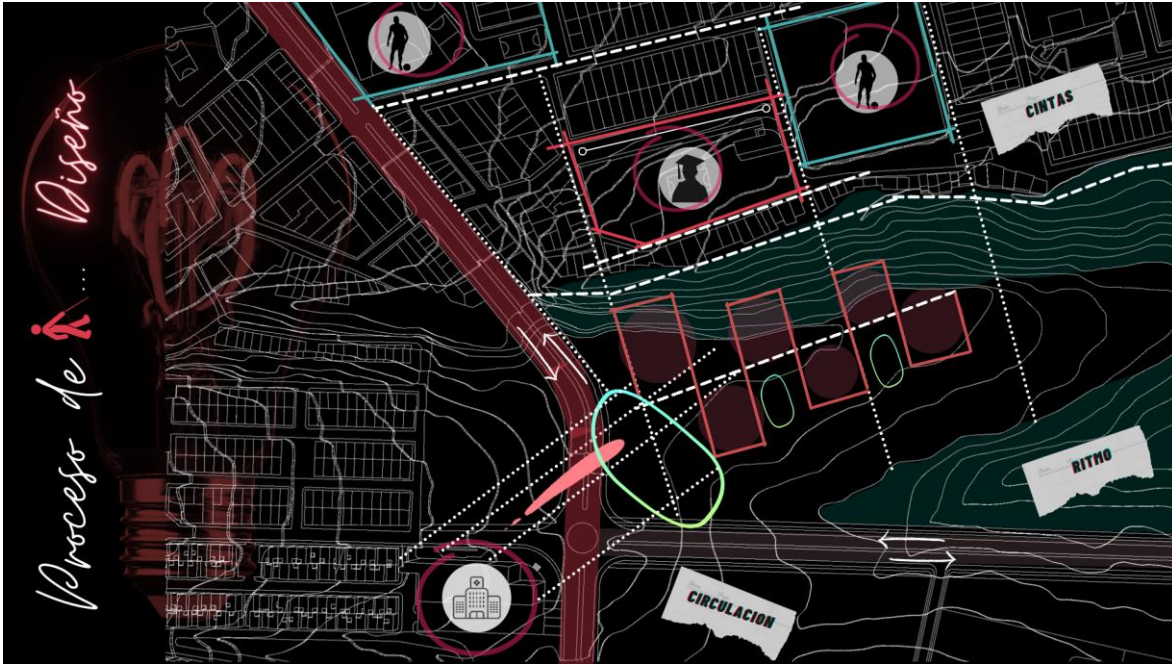 Proceso de ... Diseño
CINTAS
RITMO
CIRCULACION